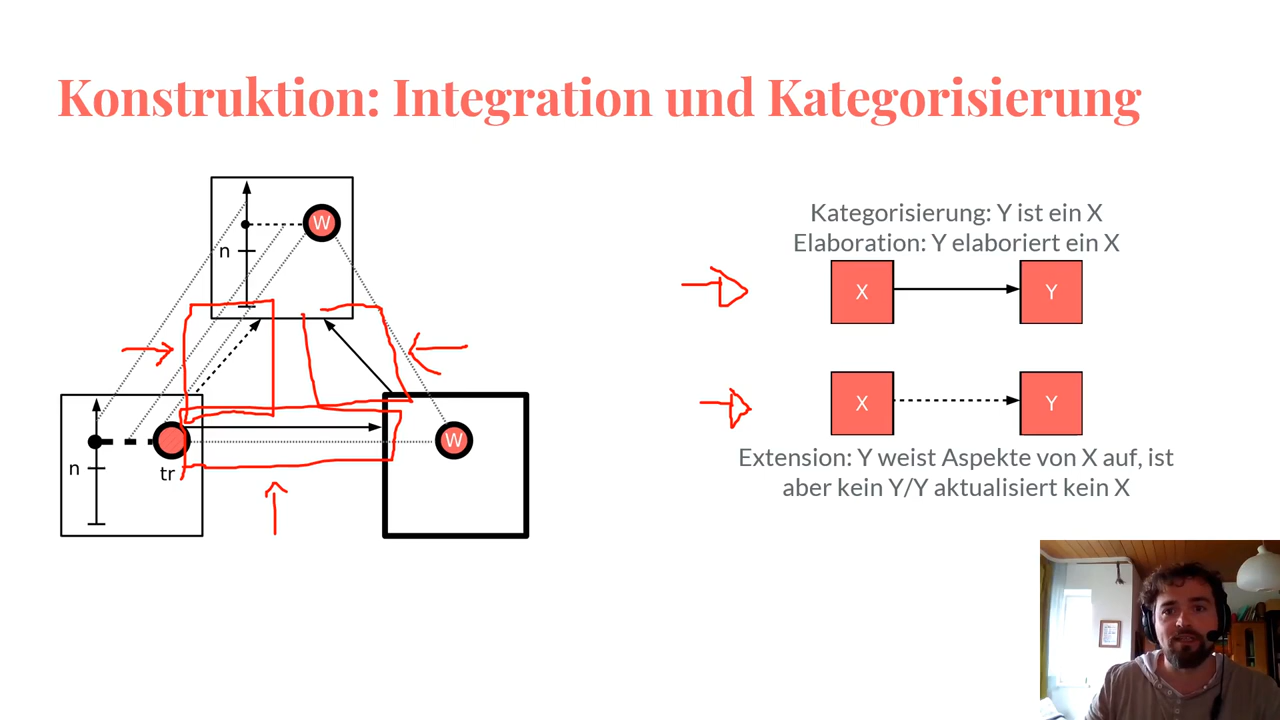 Konstruktion: Integration und Kategorisierung
W
n
n
tr
W
Kategorisierung: Y ist ein X
Elaboration: Y elaboriert ein X
X Y
X Y
Extension: Y weist Aspekte von X auf, ist
aber kein Y/Y aktualisiert kein X